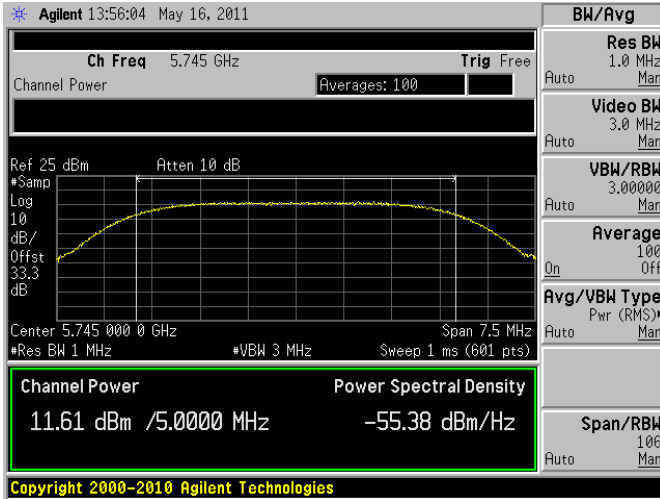 Agilent 13:56:04 May 16, 2011
BW/Avg
Ch Freq 5.745 GHz Trig Free
Channel Power Averages: 100
Res BW
1.0 MHz
Auto Man
Video BW
3.0 MHz
Auto Man
VBW/RBW
3.00000
Auto Man
Average
100
On Off
Avg/VBW Type
Pwr (RMS)
Auto Man
Span/RBW
106
Auto Man
Ref 25 dBm Atten 10 dB
#Samp
Log
10
dB/
Offst
33.3
dB
Center 5.745 000 0 GHz Span 7.5 MHz
#Res BW 1 MHz #VBW 3 MHz Sweep 1 ms (601 pts)
Channel Power Power Spectral Density
11.61 dBm /5.0000 MHz -55.38 dBm/Hz
Copyright 2000-2010 Agilent Technologies